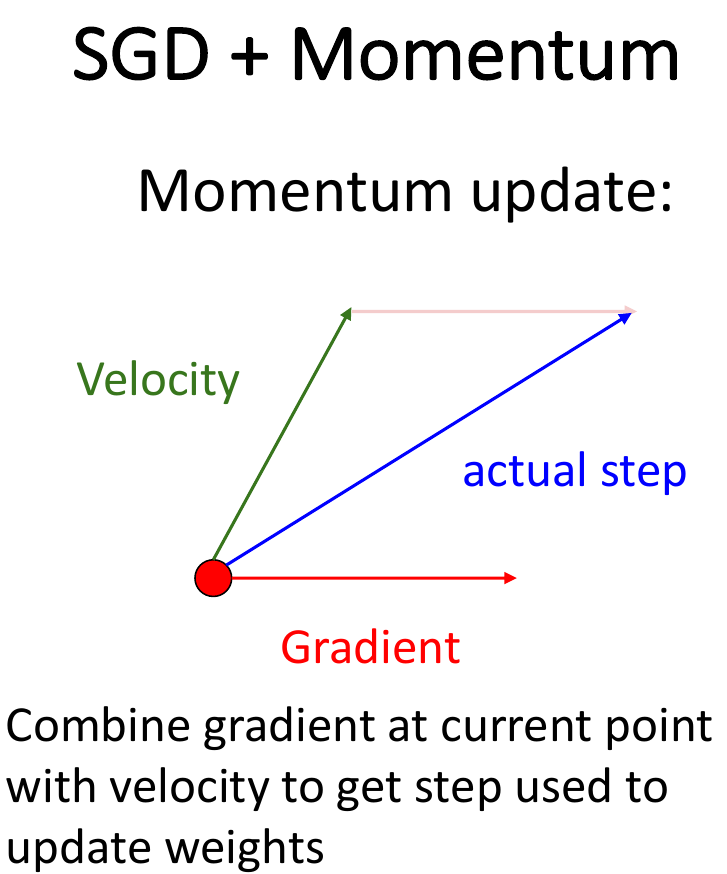 SGD + Momentum
Momentum update:
Velocity
actual step
Gradient
Combine gradient at current point
with velocity to get step used to
update weights